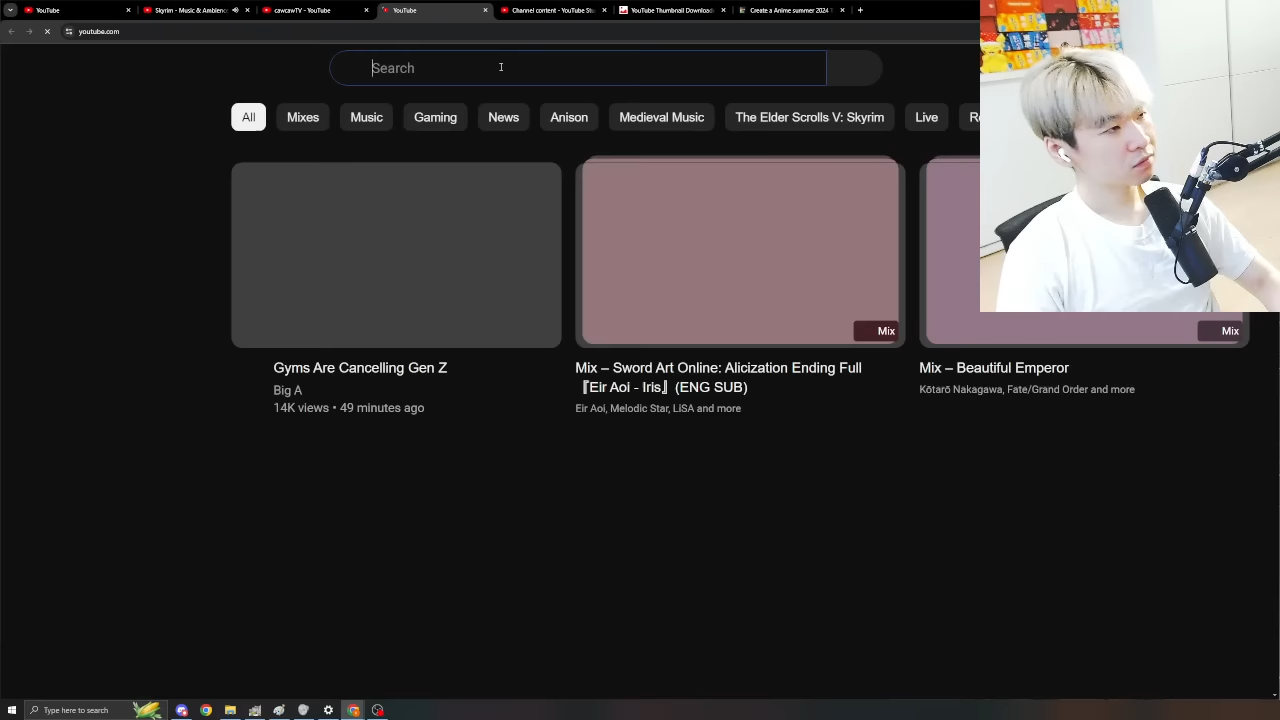 YouTube
Skyrim - Music & Ambienc
cawcawTV - YouTube
YouTube
Channel content - YouTube Stu
YouTube Thumbnail Downloade
Create a Anime summer 2024 T
youtube.com
Search
All
Mixes
Music
Gaming
News
Anison
Medieval Music
The Elder Scrolls V: Skyrim
Live
Mix
Mix
Gyms Are Cancelling Gen Z
Big A
14K views • 49 minutes ago
Mix – Sword Art Online: Alicization Ending Full
『Eir Aoi - Iris』(ENG SUB)
Eir Aoi, Melodic Star, LiSA and more
Mix – Beautiful Emperor
Kōtarō Nakagawa, Fate/Grand Order and more
Type here to search